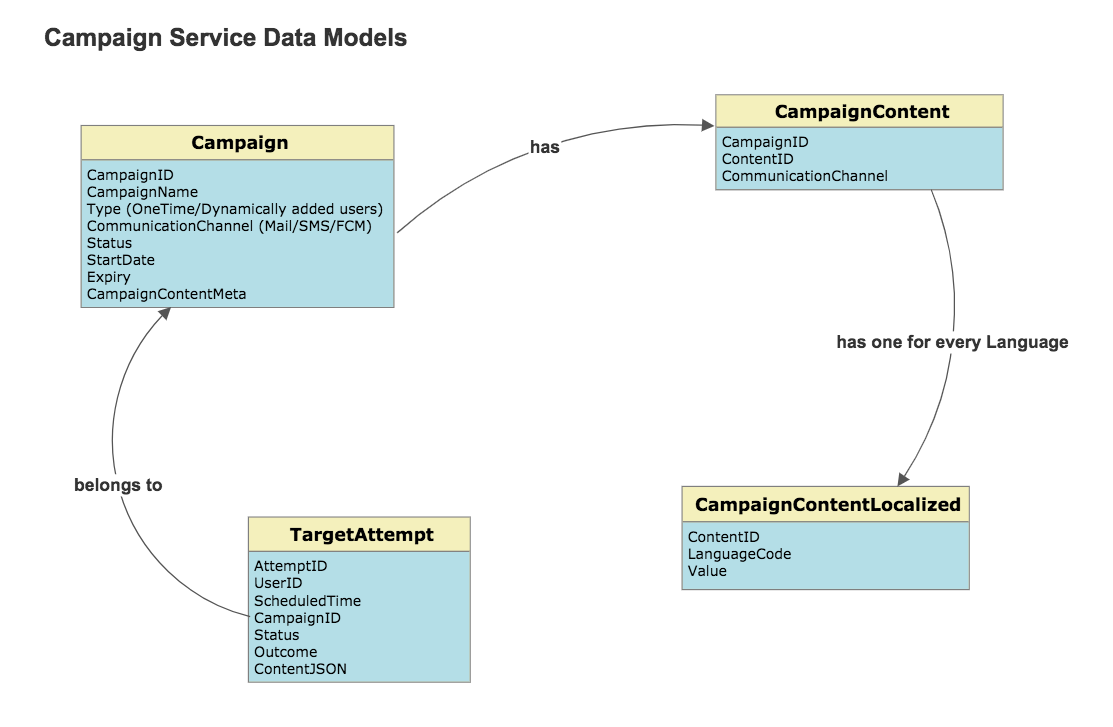 Campaign Service Data Models
Campaign
CampaignID
CampaignName
Type (OneTime/Dynamically added users)
CommunicationChannel (Mail/SMS/FCM)
Status
StartDate
Expiry
CampaignContentMeta
has
CampaignContent
CampaignID
ContentID
CommunicationChannel
has one for every Language
belongs to
TargetAttempt
AttemptID
UserID
ScheduledTime
CampaignID
Status
Outcome
ContentJSON
CampaignContentLocalized
ContentID
LanguageCode
Value